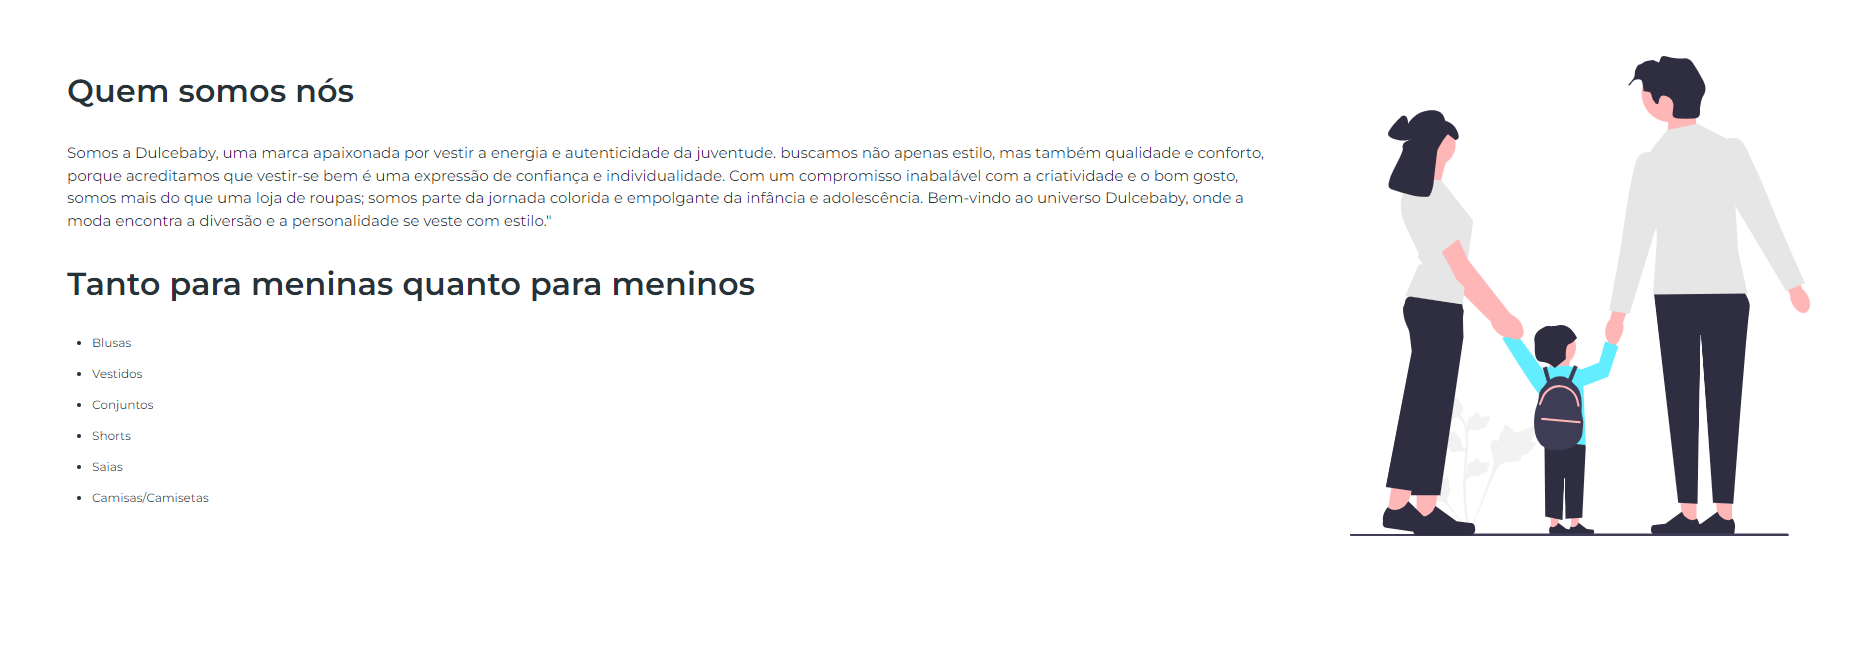 Quem somos nós
Somos a Dulcebaby, uma marca apaixonada por vestir a energia e autenticidade da juventude. buscamos não apenas estilo, mas também qualidade e conforto,
porque acreditamos que vestir-se bem é uma expressão de confiança e individualidade. Com um compromisso inabalável com a criatividade e o bom gosto,
somos mais do que uma loja de roupas; somos parte da jornada colorida e empolgante da infância e adolescência. Bem-vindo ao universo Dulcebaby, onde a
moda encontra a diversão e a personalidade se veste com estilo."
Tanto para meninas quanto para meninos
• Blusas
• Vestidos
• Conjuntos
• Shorts
• Saias
• Camisas/Camisetas